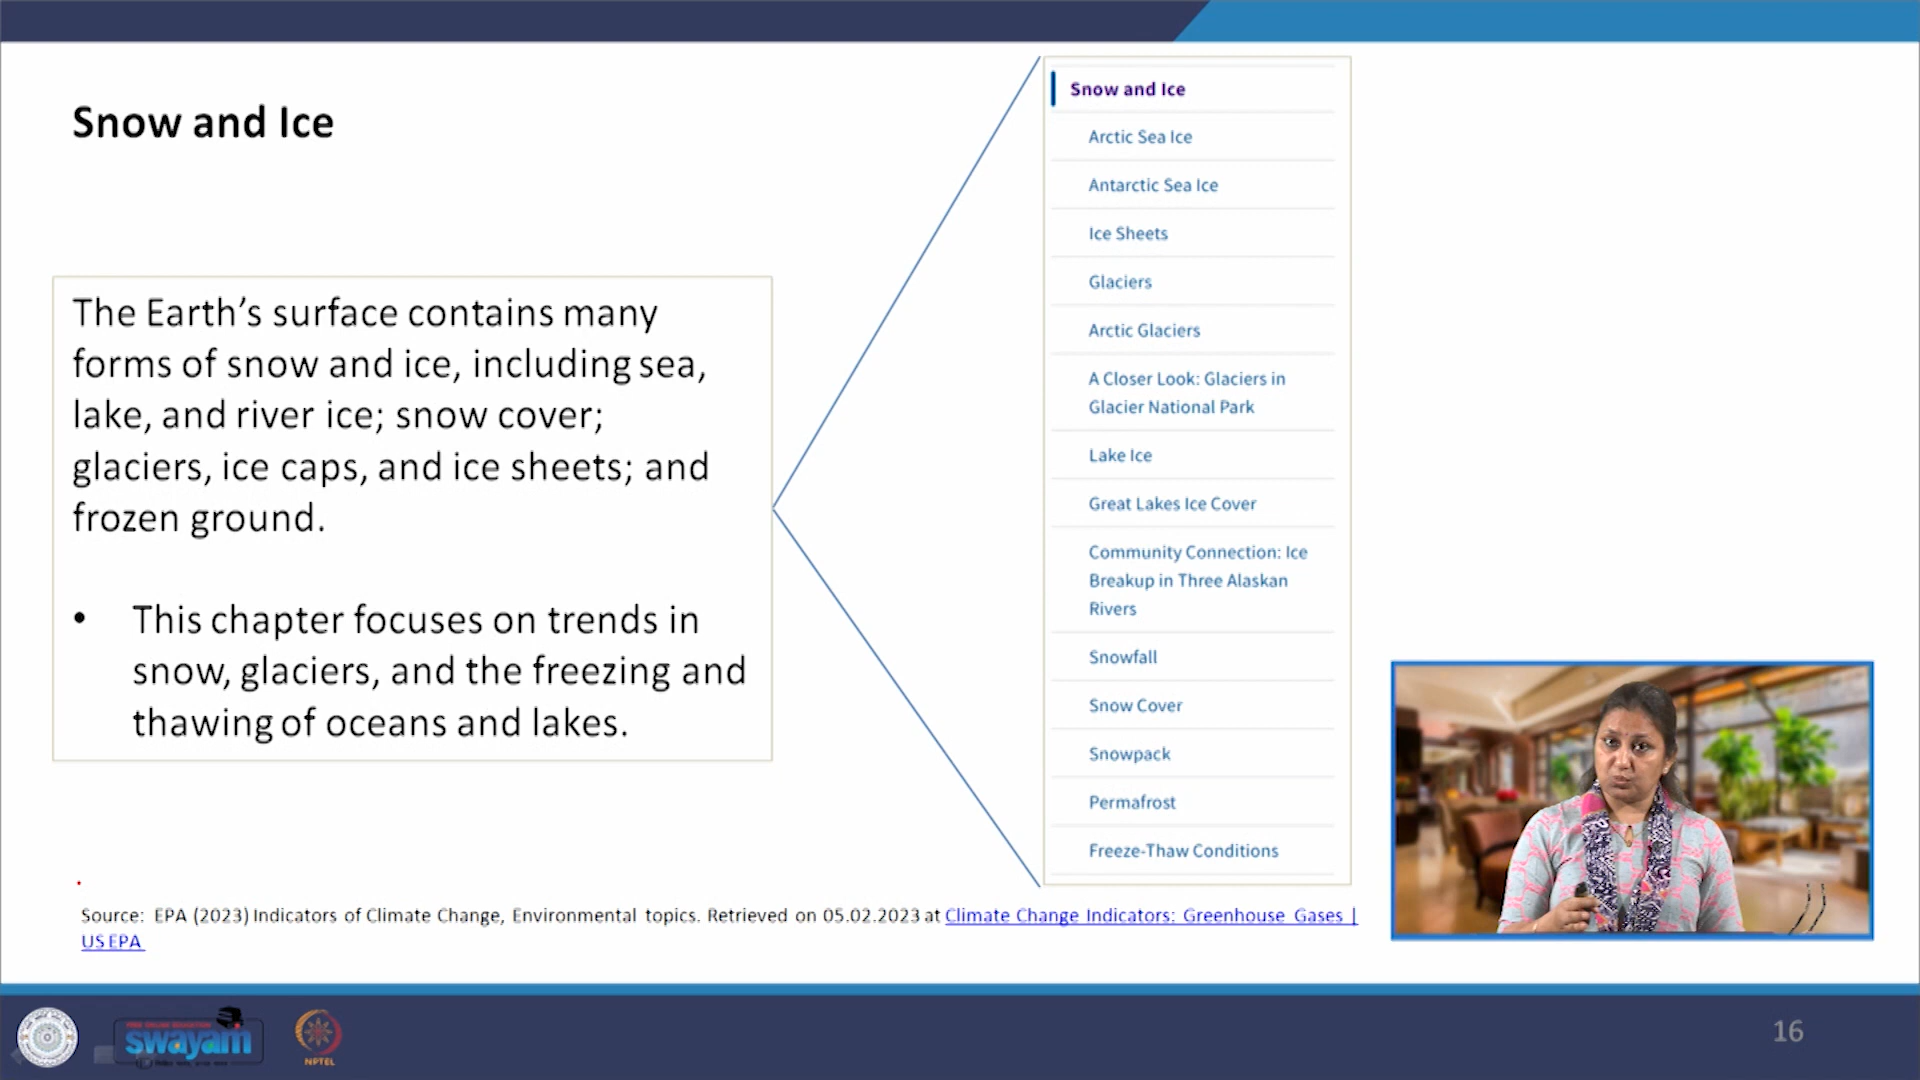 Snow and Ice
The Earth's surface contains many
forms of snow and ice, including sea,
lake, and river ice; snow cover;
glaciers, ice caps, and ice sheets; and
frozen ground.
• This chapter focuses on trends in
snow, glaciers, and the freezing and
thawing of oceans and lakes.
Snow and Ice
Arctic Sea Ice
Antarctic Sea Ice
Ice Sheets
Glaciers
Arctic Glaciers
A Closer Look: Glaciers in
Glacier National Park
Lake Ice
Great Lakes Ice Cover
Community Connection: Ice
Breakup in Three Alaskan
Rivers
Snowfall
Snow Cover
Snowpack
Permafrost
Freeze-Thaw Conditions
Source: EPA (2023) Indicators of Climate Change, Environmental topics. Retrieved on 05.02.2023 at Climate Change Indicators: Greenhouse Gases |
US EPA
swayam
NPTEL
16